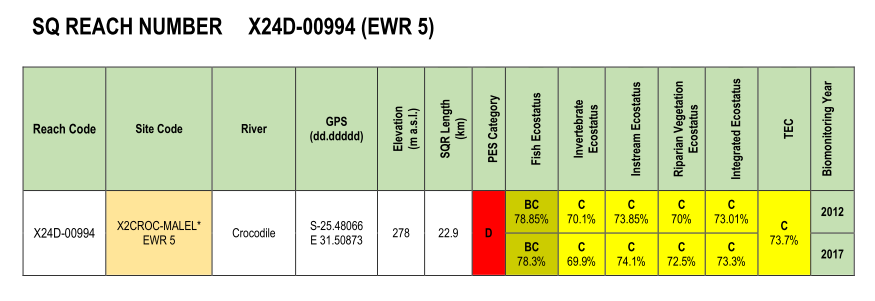 SQ REACH NUMBER X24D-00994 (EWR 5)
Reach Code
Site Code
River
GPS
(dd.ddddd)
Elevation
(m a.s.l.)
SQR Length
(km)
PES Category
Fish Ecostatus
Invertebrate
Ecostatus
Instream Ecostatus
Riparian Vegetation
Ecostatus
Integrated Ecostatus
TEC
Biomonitoring Year
X24D-00994
X2CROC-MALEL*
EWR 5
Crocodile
S-25.48066
E 31.50873
278
22.9
D
BC
78.85%
C
70.1%
C
73.85%
C
70%
C
73.01%
C
73.7%
2012
BC
78.3%
C
69.9%
C
74.1%
C
72.5%
C
73.3%
2017